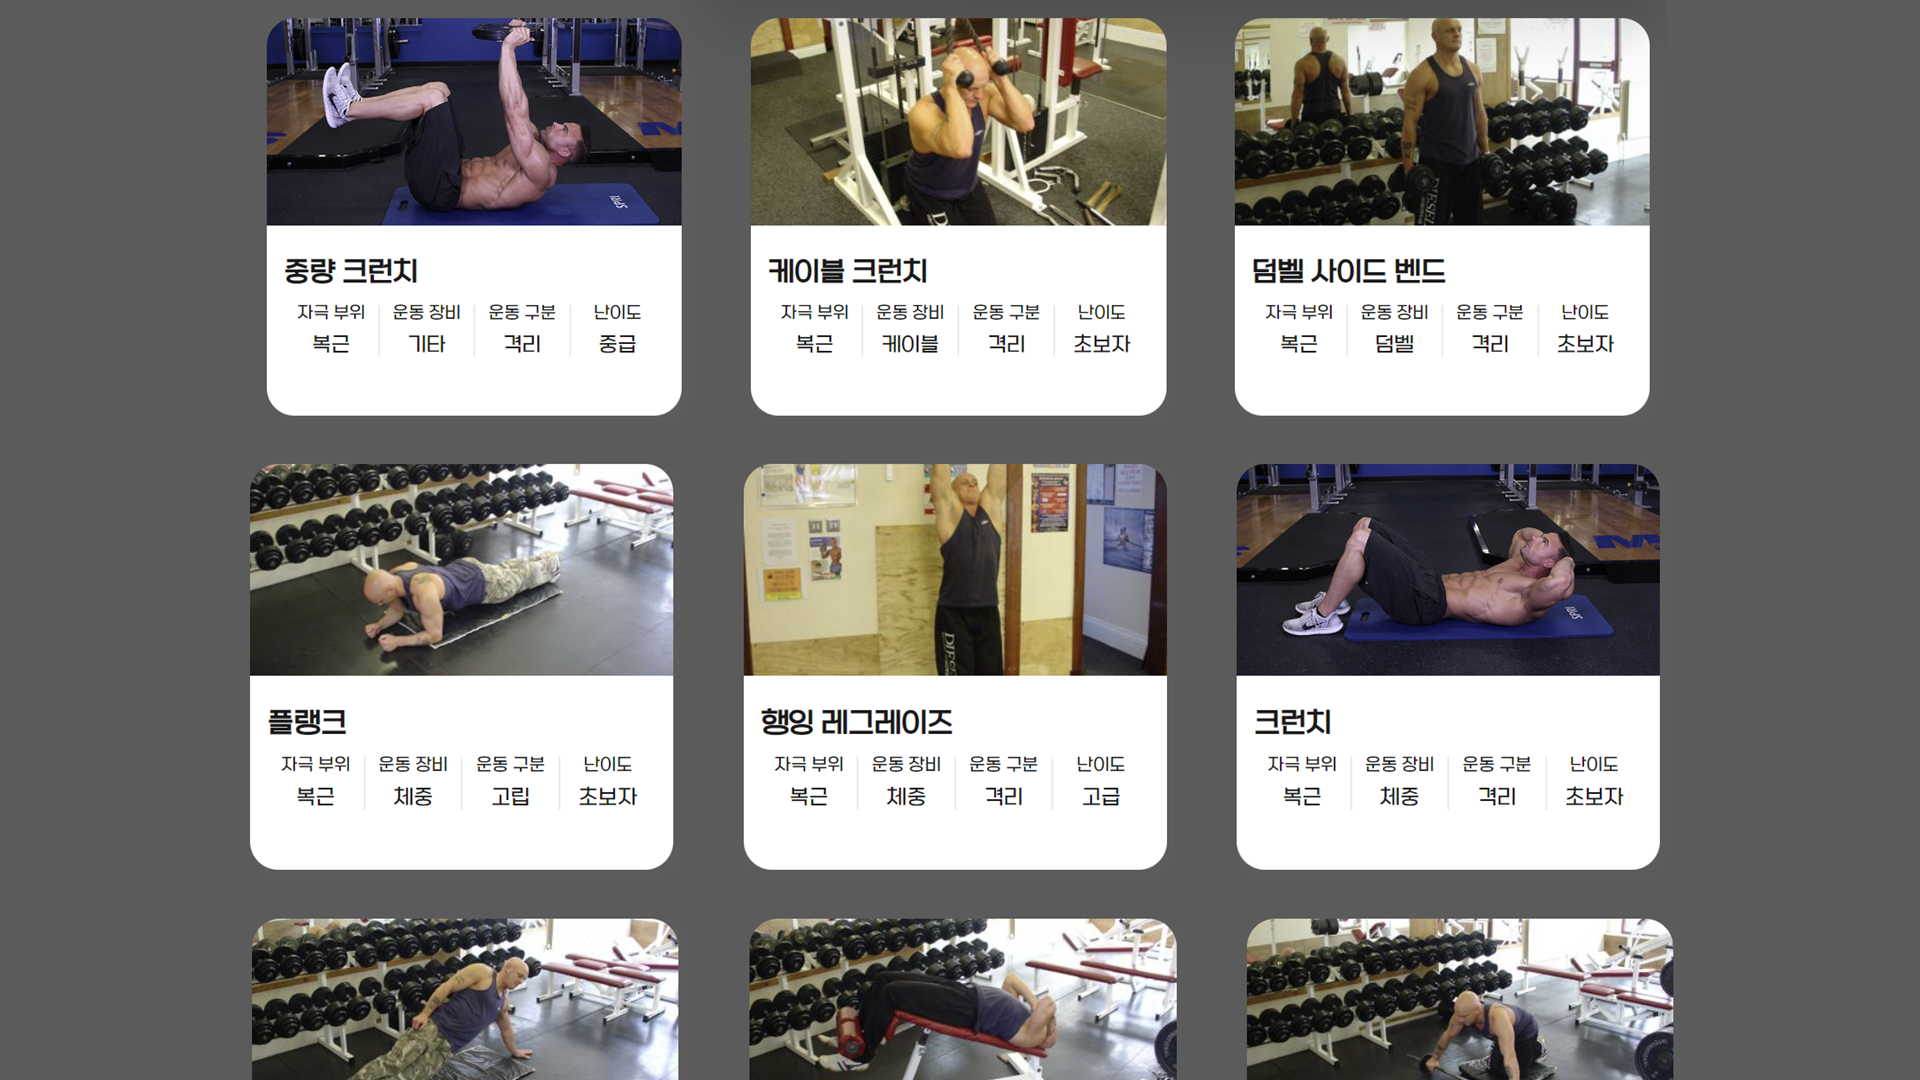 중량 크런치
자극 부위 운동 장비 운동 구분 난이도
복근 기타 격리 중급
케이블 크런치
자극 부위 운동 장비 운동 구분 난이도
복근 케이블 격리 초보자
덤벨 사이드 벤드
자극 부위 운동 장비 운동 구분 난이도
복근 덤벨 격리 초보자
플랭크
자극 부위 운동 장비 운동 구분 난이도
복근 체중 고립 초보자
행잉 레그레이즈
자극 부위 운동 장비 운동 구분 난이도
복근 체중 격리 고급
크런치
자극 부위 운동 장비 운동 구분 난이도
복근 체중 격리 초보자